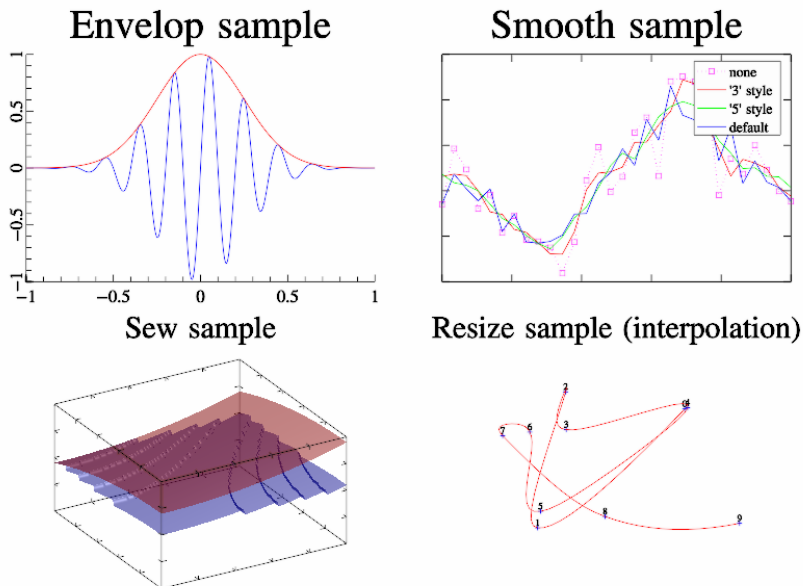 Envelop sample
1
0.5
0
−0.5
−1
−1
−0.5
0
0.5
1
Smooth sample
none
'3' style
'5' style
default
Sew sample
Resize sample (interpolation)
2
4
3
7
6
5
1
8
9